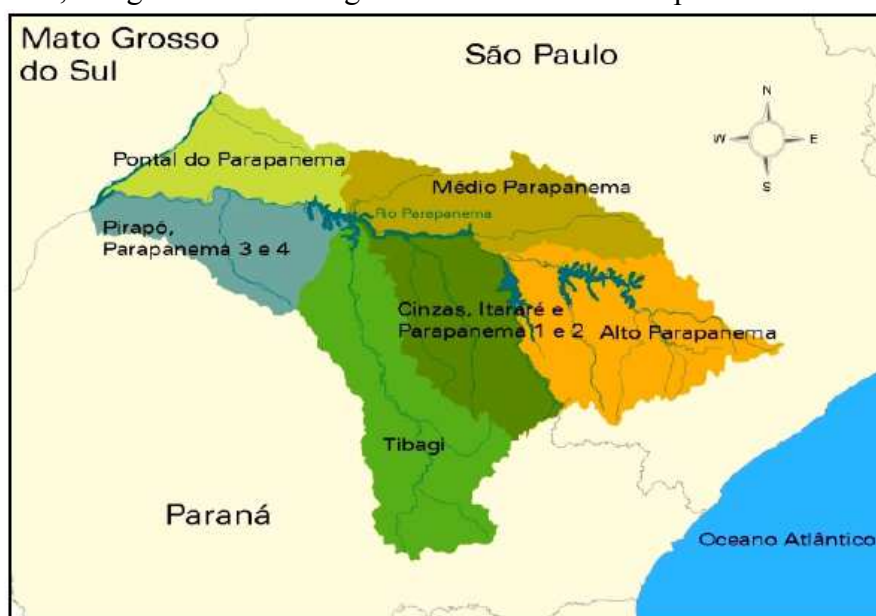 Mato Grosso
do Sul
São Paulo
N
W
E
S
Pontal do Parapanema
Médio Parapanema
Rio Parapanema
Pirapó,
Parapanema 3 e 4
Cinzas, Itararé e
Parapanema 1 e 2
Alto Parapanema
Tibagi
Paraná
Oceano Atlântico